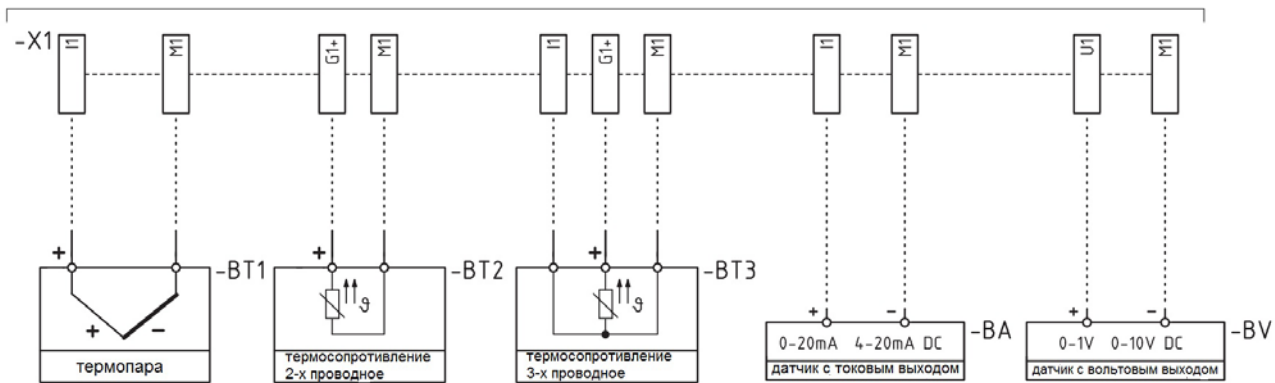 -X1 I1 M1 G1+ M1 I1 G1+ M1 I1 M1 U1 M1
+ -BT1 + ϑ -BT2 + ϑ -BT3 + - -BA + - -BV
+ -
0-20mA 4-20mA DC 0-1V 0-10V DC
термопара
термосопротивление
2-х проводное
термосопротивление
3-х проводное
датчик с токовым выходом
датчик с вольтовым выходом